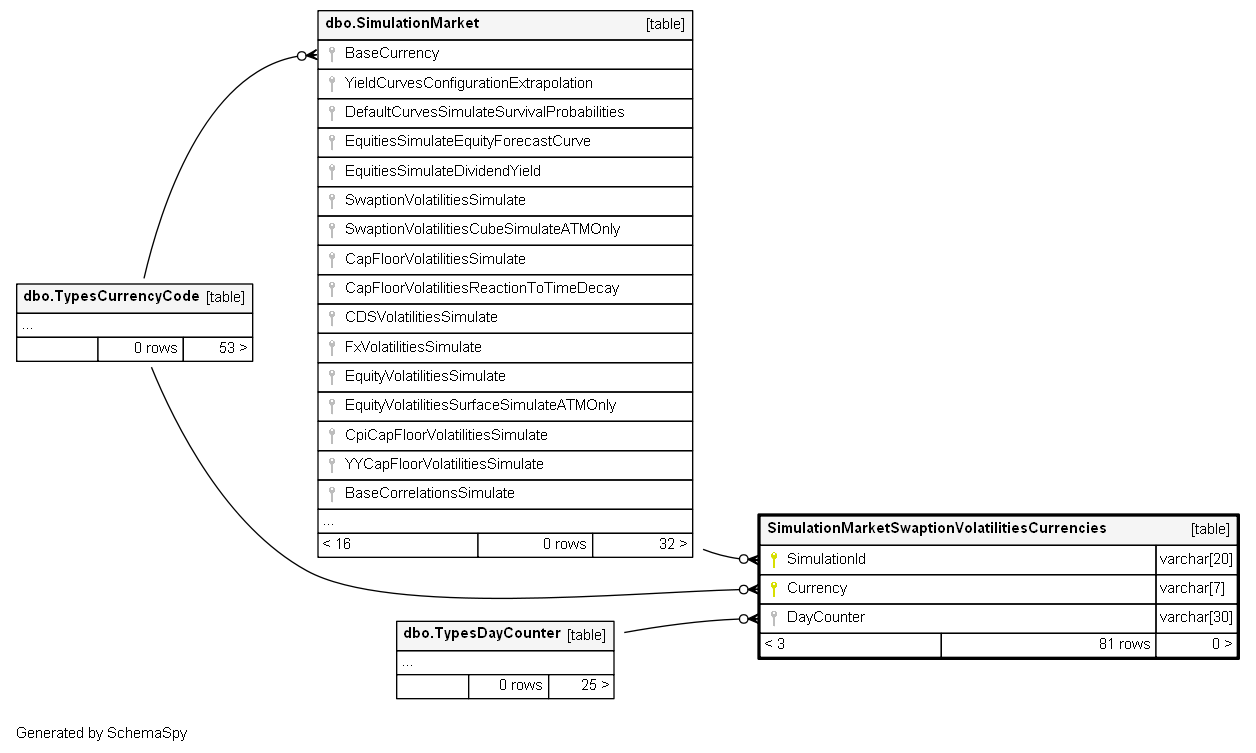 dbo.SimulationMarket [table]
BaseCurrency
YieldCurvesConfigurationExtrapolation
DefaultCurvesSimulateSurvivalProbabilities
EquitiesSimulateEquityForecastCurve
EquitiesSimulateDividendYield
SwaptionVolatilitiesSimulate
SwaptionVolatilitiesCubeSimulateATMOnly
CapFloorVolatilitiesSimulate
CapFloorVolatilitiesReactionToTimeDecay
CDSVolatilitiesSimulate
FxVolatilitiesSimulate
EquityVolatilitiesSimulate
EquityVolatilitiesSurfaceSimulateATMOnly
CpiCapFloorVolatilitiesSimulate
YYCapFloorVolatilitiesSimulate
BaseCorrelationsSimulate
...
< 16 0 rows 32 >
dbo.TypesCurrencyCode [table]
...
0 rows 53 >
SimulationMarketSwaptionVolatilitiesCurrencies [table]
SimulationId varchar[20]
Currency varchar[7]
DayCounter varchar[30]
< 3 81 rows 0 >
dbo.TypesDayCounter [table]
...
0 rows 25 >
Generated by SchemaSpy